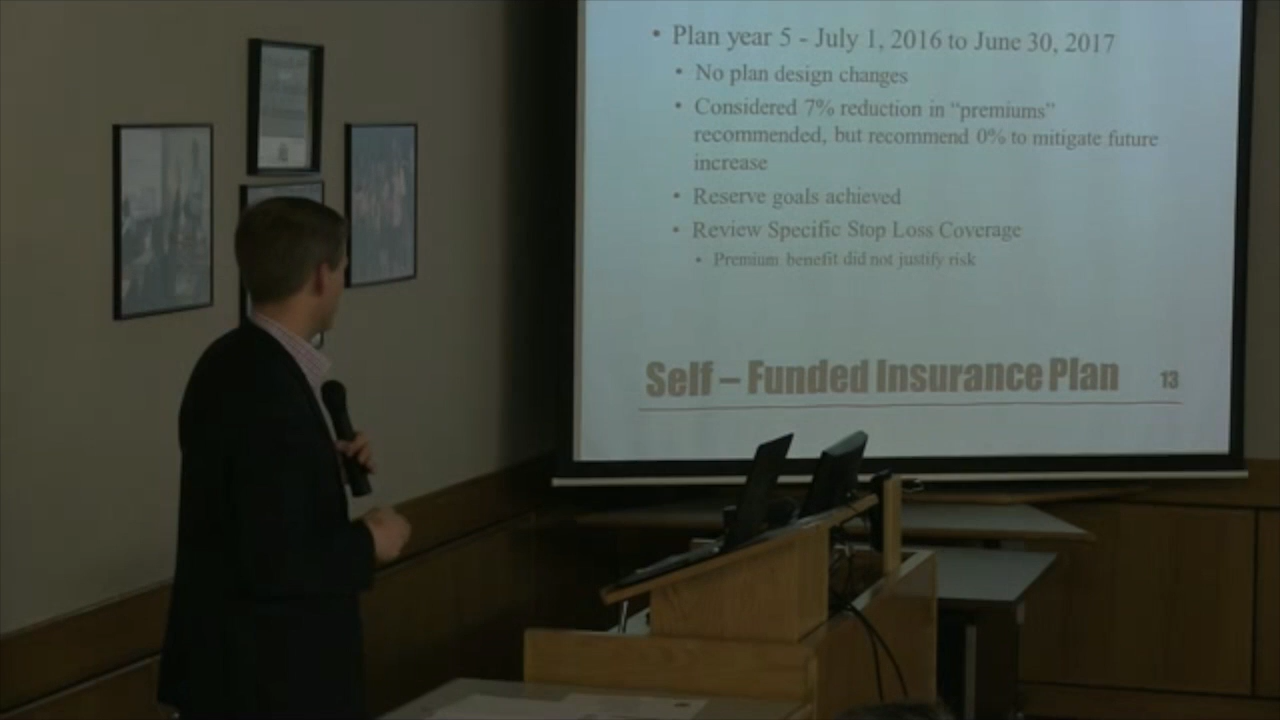 • Plan year 5 - July 1, 2016 to June 30, 2017
• No plan design changes
• Considered 7% reduction in “premiums”
recommended, but recommend 0% to mitigate future
increase
• Reserve goals achieved
• Review Specific Stop Loss Coverage
• Premium benefit did not justify risk
Self – Funded Insurance Plan 13